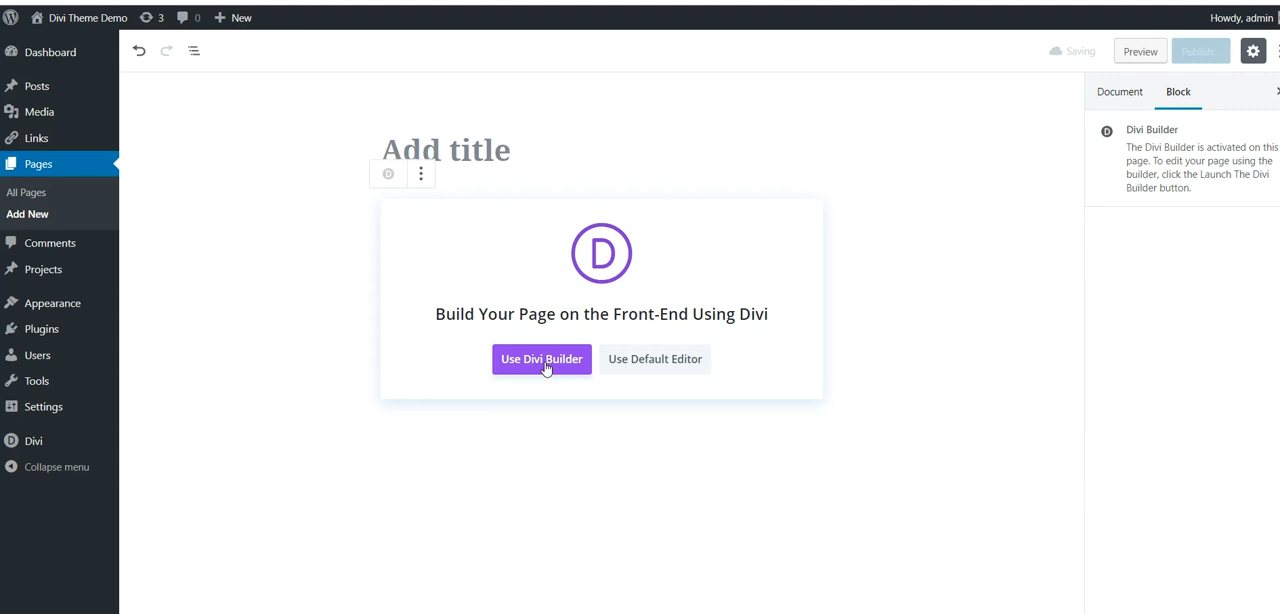 Divi Theme Demo 3 0 New Howdy, admin
Dashboard
Posts
Media
Links
Pages
All Pages
Add New
Comments
Projects
Appearance
Plugins
Users
Tools
Settings
Divi
Collapse menu
Saving Preview Publish...
Add title
D
D
Build Your Page on the Front-End Using Divi
Use Divi Builder Use Default Editor
Document Block
D Divi Builder
The Divi Builder is activated on this
page. To edit your page using the
builder, click the Launch The Divi
Builder button.